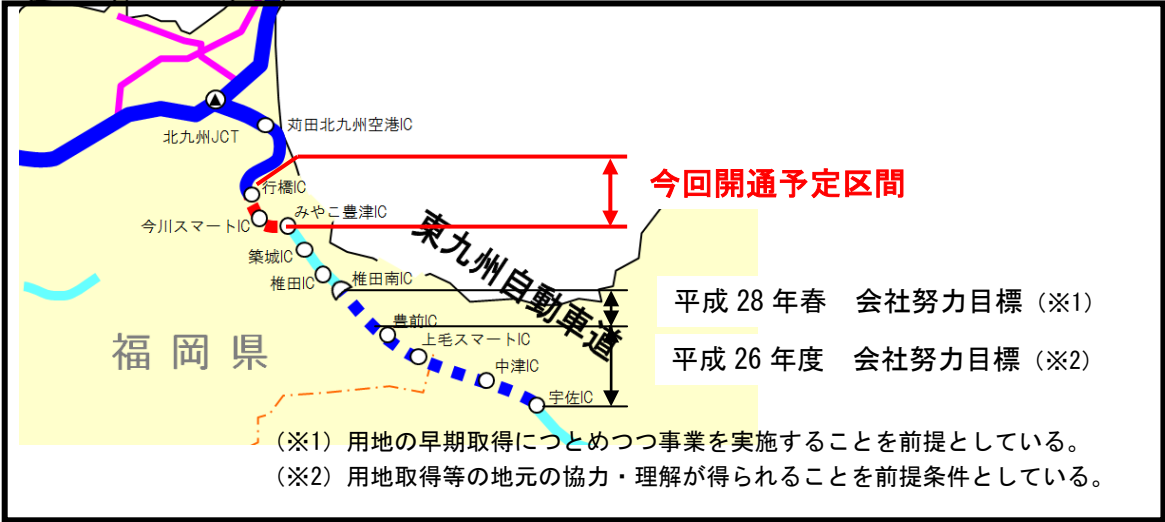 北九州JCT
苅田北九州空港IC
行橋IC
今回開通予定区間
今川スマートIC
みやこ豊津IC
築城IC
椎田IC
椎田南IC
東九州自動車道
平成 28 年春 会社努力目標（※1）
豊前IC
上毛スマートIC
福岡県
平成 26 年度 会社努力目標（※2）
中津IC
宇佐IC
（※1）用地の早期取得につとめつつ事業を実施することを前提としている。
（※2）用地取得等の地元の協力・理解が得られることを前提条件としている。